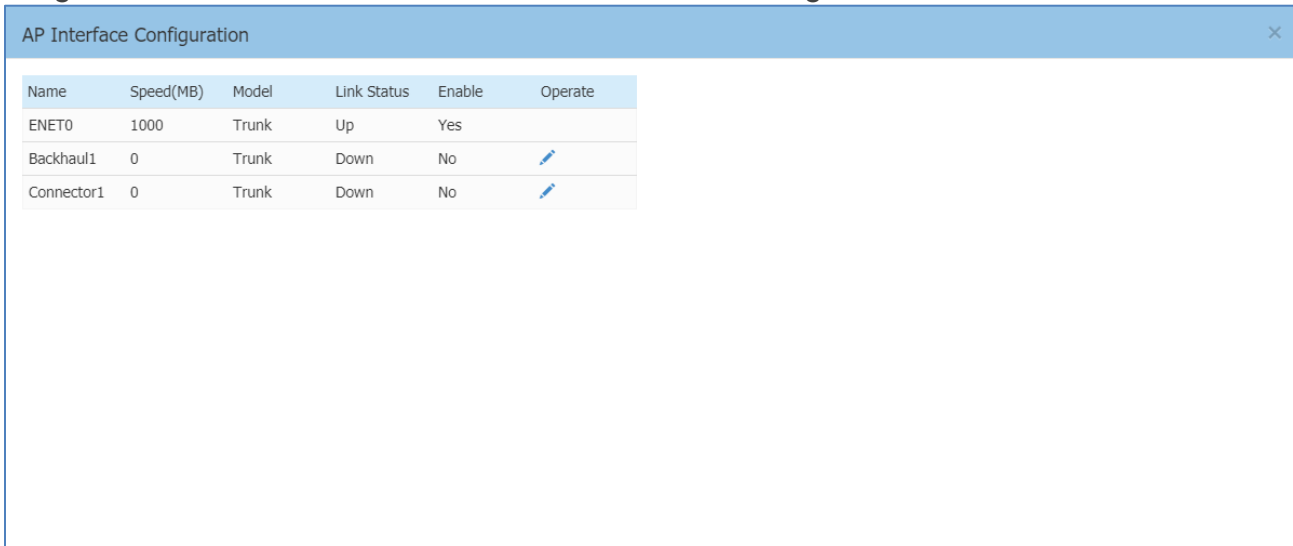 AP Interface Configuration
Name Speed(MB) Model Link Status Enable Operate
ENET0 1000 Trunk Up Yes
Backhaul1 0 Trunk Down No
Connector1 0 Trunk Down No